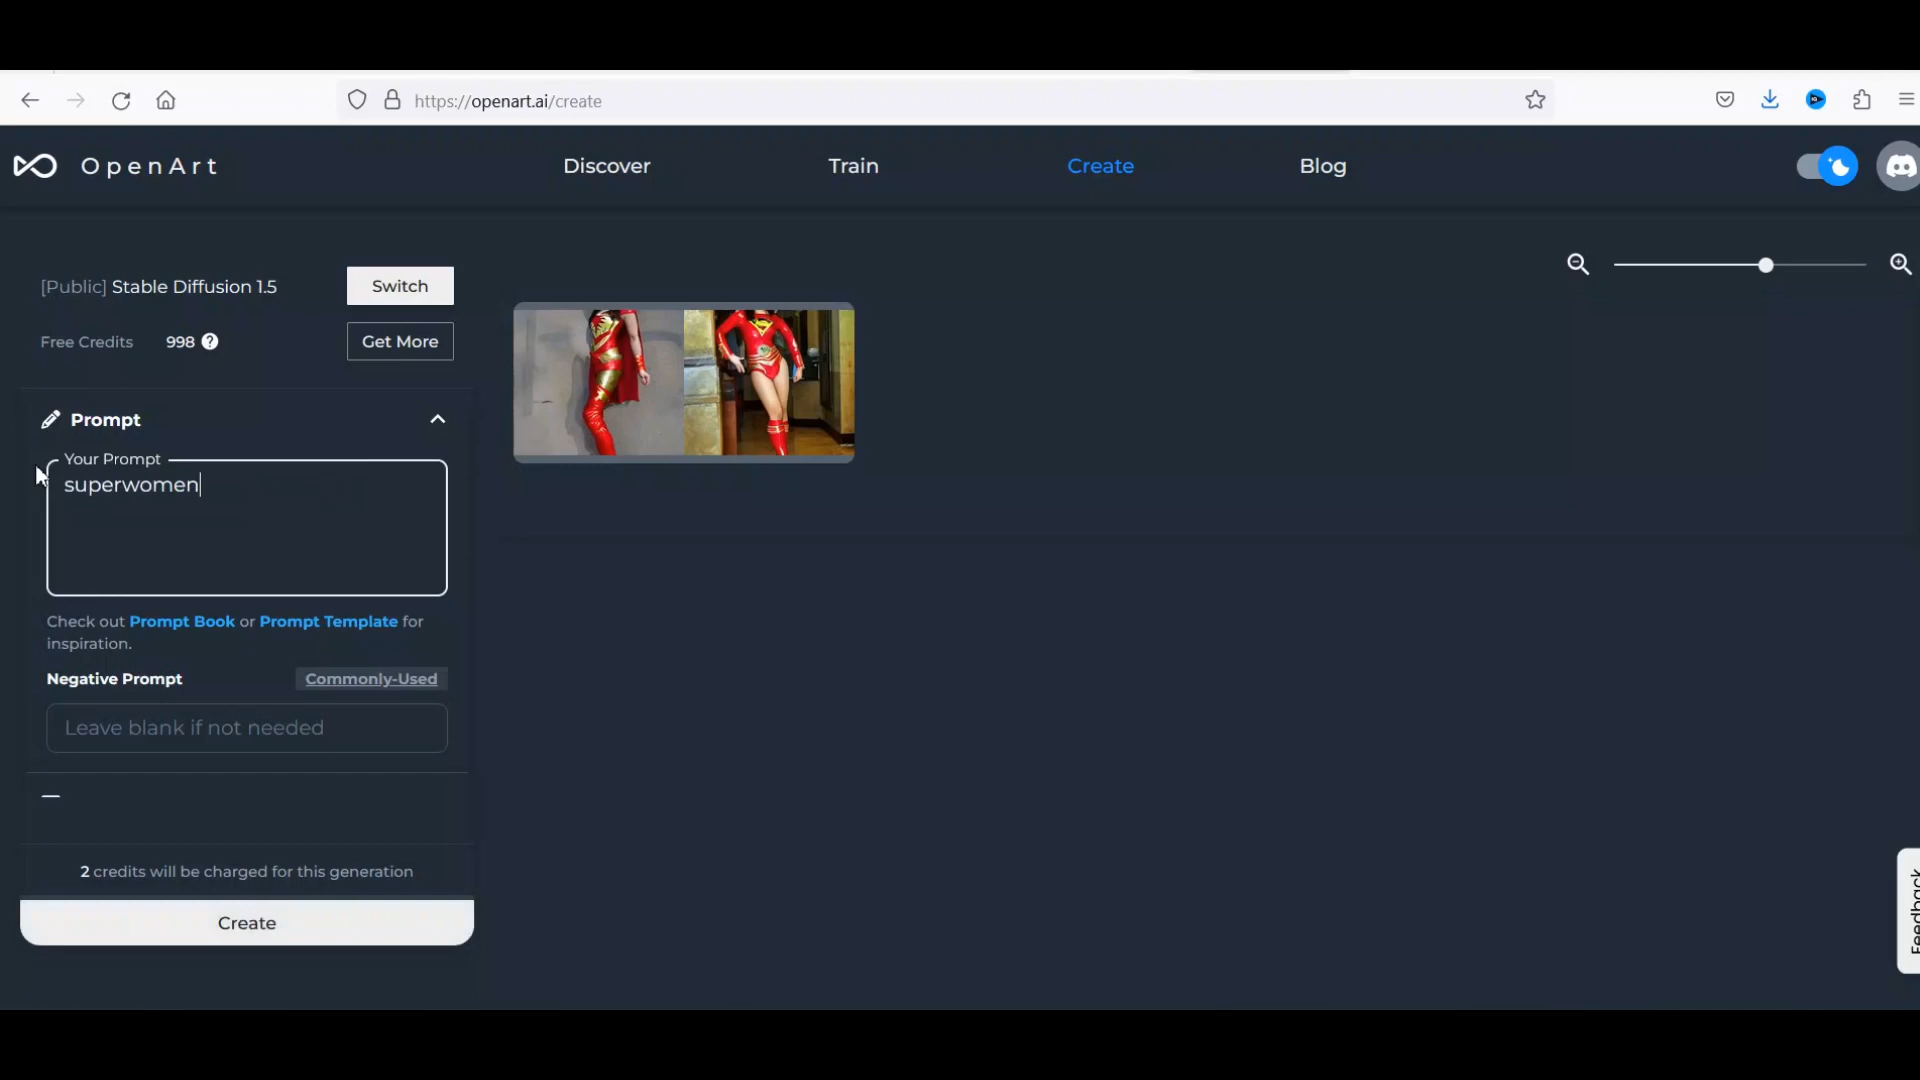 https://openart.ai/create
OpenArt
Discover
Train
Create
Blog
[Public] Stable Diffusion 1.5
Switch
Free Credits 998 ?
Get More
Prompt
Your Prompt
superwomen
Check out Prompt Book or Prompt Template for
inspiration.
Negative Prompt
Commonly-Used
Leave blank if not needed
2 credits will be charged for this generation
Create
Feedback